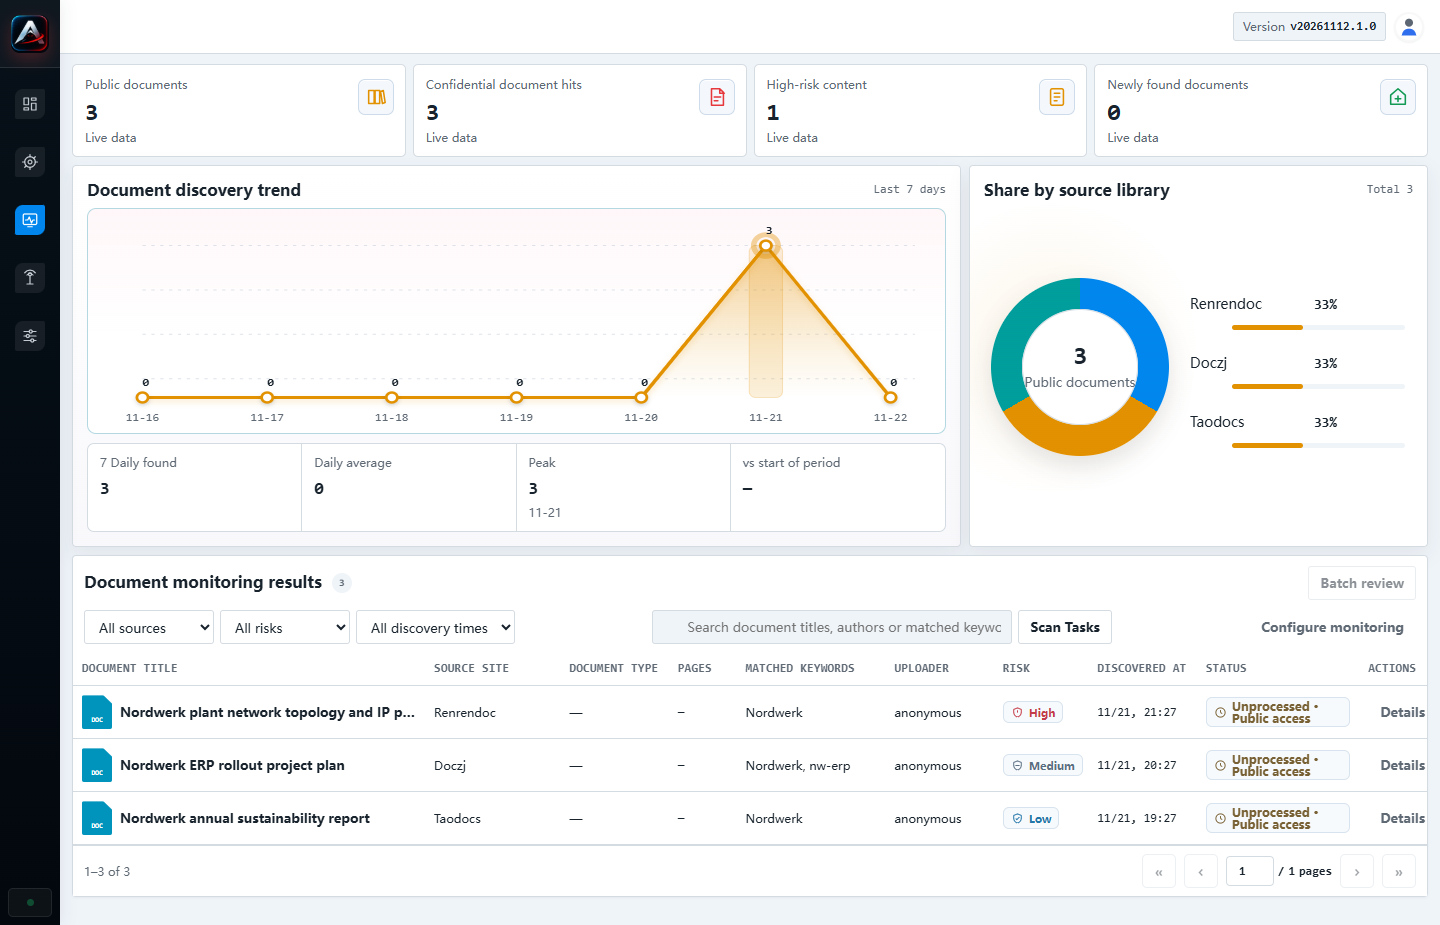 Version v20261112.1.0
Public documents
3
Live data
Confidential document hits
3
Live data
High-risk content
1
Live data
Newly found documents
0
Live data
Document discovery trend
Last 7 days
3
0 0 0 0 0 0
11-16 11-17 11-18 11-19 11-20 11-21 11-22
7 Daily found
3
Daily average
0
Peak
3
11-21
vs start of period
–
Share by source library
Total 3
3
Public documents
Renrendoc 33%
Doczj 33%
Taodocs 33%
Document monitoring results 3
Batch review
All sources All risks All discovery times Search document titles, authors or matched keywc Scan Tasks Configure monitoring
DOCUMENT TITLE SOURCE SITE DOCUMENT TYPE PAGES MATCHED KEYWORDS UPLOADER RISK DISCOVERED AT STATUS ACTIONS
DOC Nordwerk plant network topology and IP p... Renrendoc — – Nordwerk anonymous High 11/21, 21:27 Unprocessed • Public access Details
DOC Nordwerk ERP rollout project plan Doczj — – Nordwerk, nw-erp anonymous Medium 11/21, 20:27 Unprocessed • Public access Details
DOC Nordwerk annual sustainability report Taodocs — – Nordwerk anonymous Low 11/21, 19:27 Unprocessed • Public access Details
1–3 of 3
« ‹ 1 / 1 pages › »